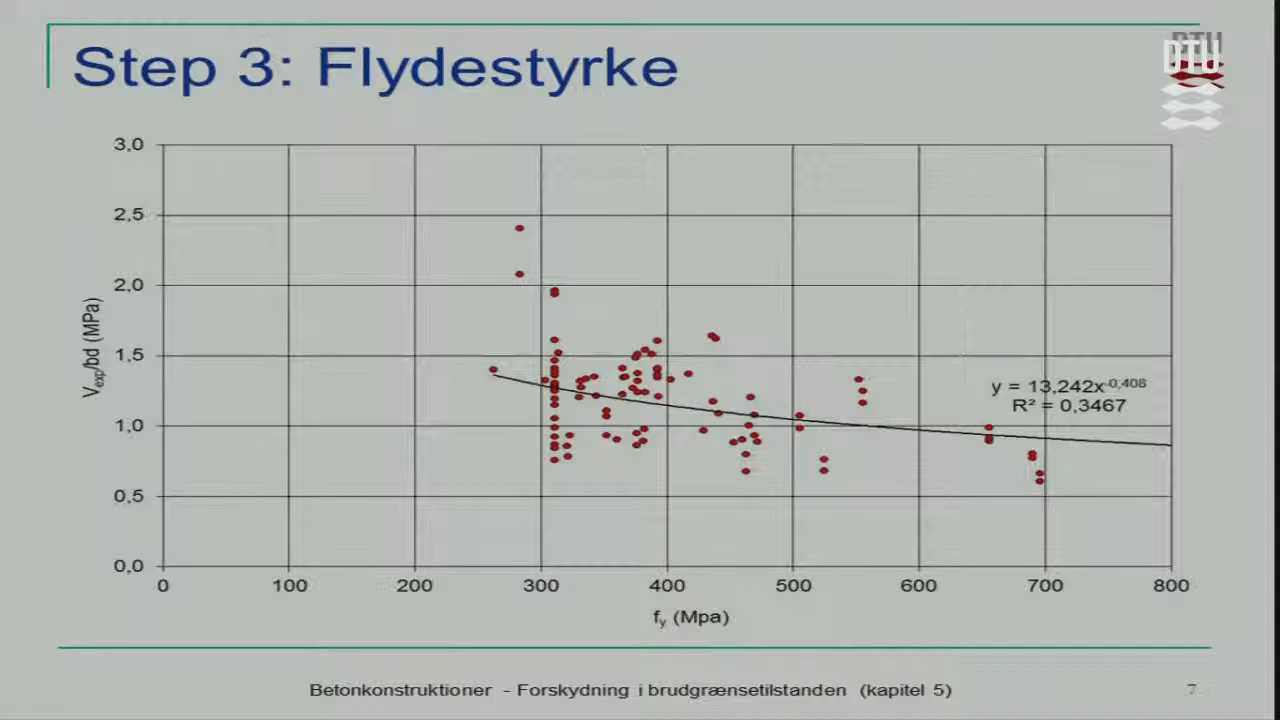 Step 3: Flydestyrke
DTU
3,0
2,5
2,0
1,5
1,0
0,5
0,0
V_exp/bd (MPa)
y = 13,242x^-0,408
R² = 0,3467
0 100 200 300 400 500 600 700 800
f_y (Mpa)
Betonkonstruktioner - Forskydning i brudgrænsetilstanden (kapitel 5)
7